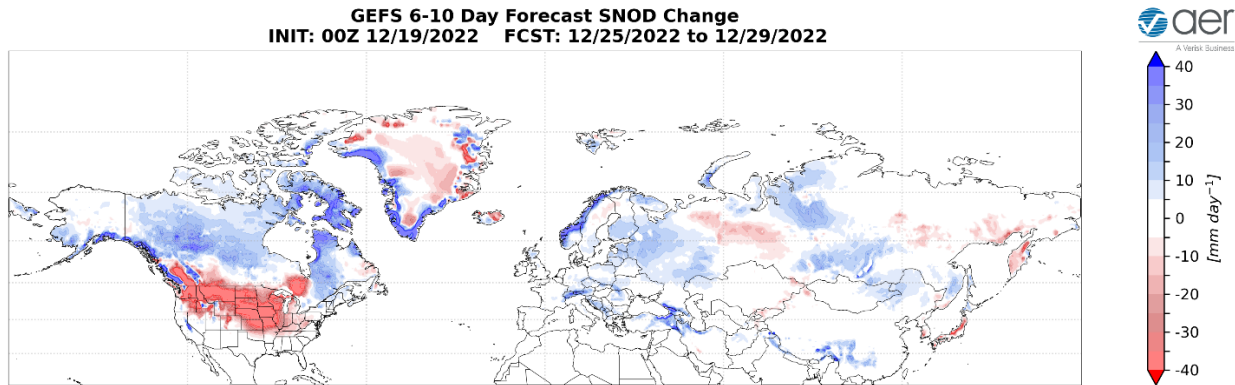 GEFS 6-10 Day Forecast SNOD Change
INIT: 00Z 12/19/2022    FCST: 12/25/2022 to 12/29/2022
aer
A Verisk Business
40
30
20
10
0
-10
-20
-30
-40
[mm day⁻¹]